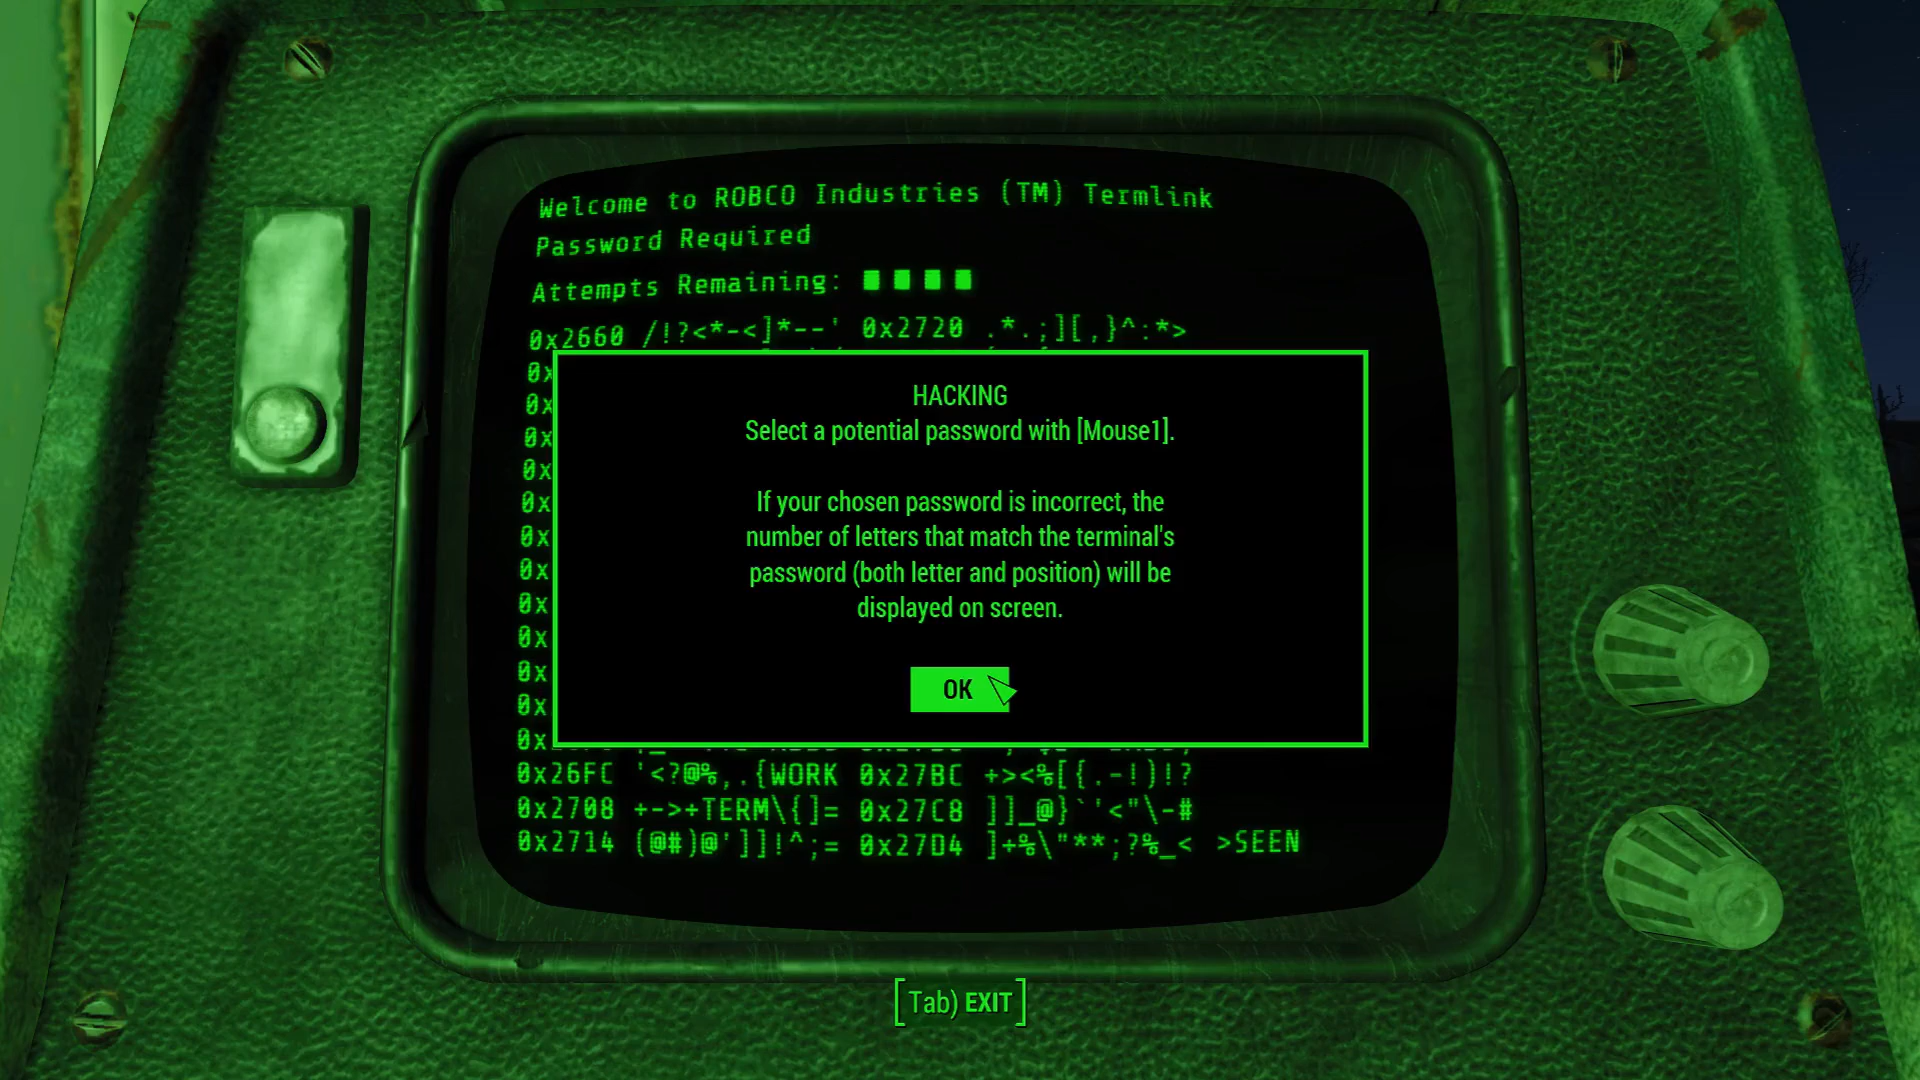 Welcome to ROBCO Industries (TM) Termlink
Password Required
Attempts Remaining:
0x2660 /!?<*-<]*--' 0x2720 .*.;][,}^:*>
HACKING
Select a potential password with [Mouse1].
If your chosen password is incorrect, the
number of letters that match the terminal's
password (both letter and position) will be
displayed on screen.
OK
0x26FC '<?@%,.{WORK 0x27BC +><%[{.-!)!?
0x2708 +->+TERM\{]= 0x27C8 ]]_@}`'<"\-#
0x2714 (@#)@']]!^;= 0x27D4 ]+%\"**;?%_< >SEEN
[Tab) EXIT]